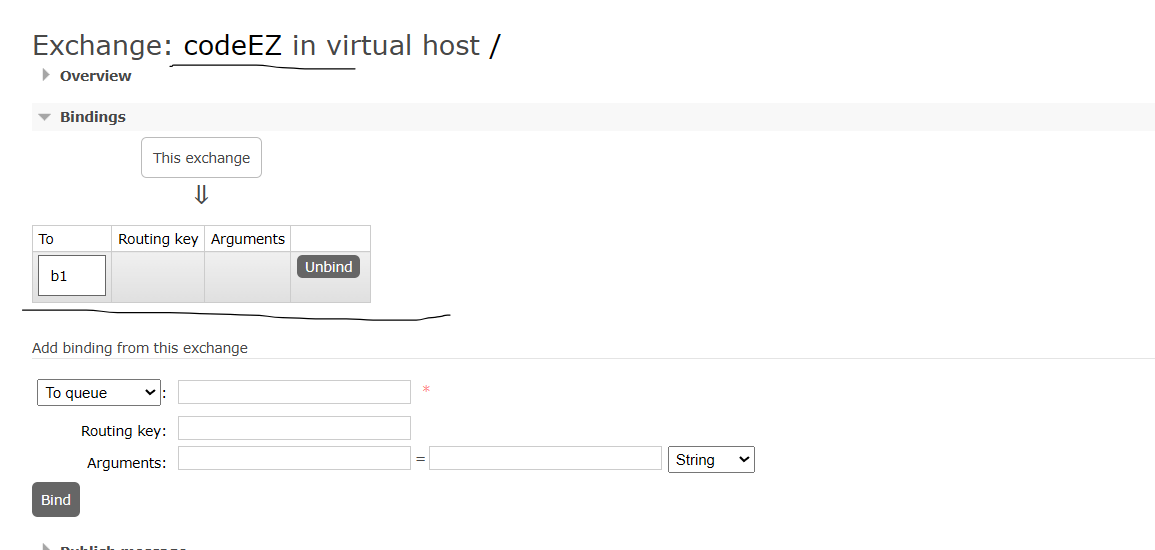 Exchange: codeEZ in virtual host /
Overview
Bindings
This exchange
⇓
To Routing key Arguments
b1 Unbind
Add binding from this exchange
To queue : *
Routing key:
Arguments: = String
Bind
Publish message